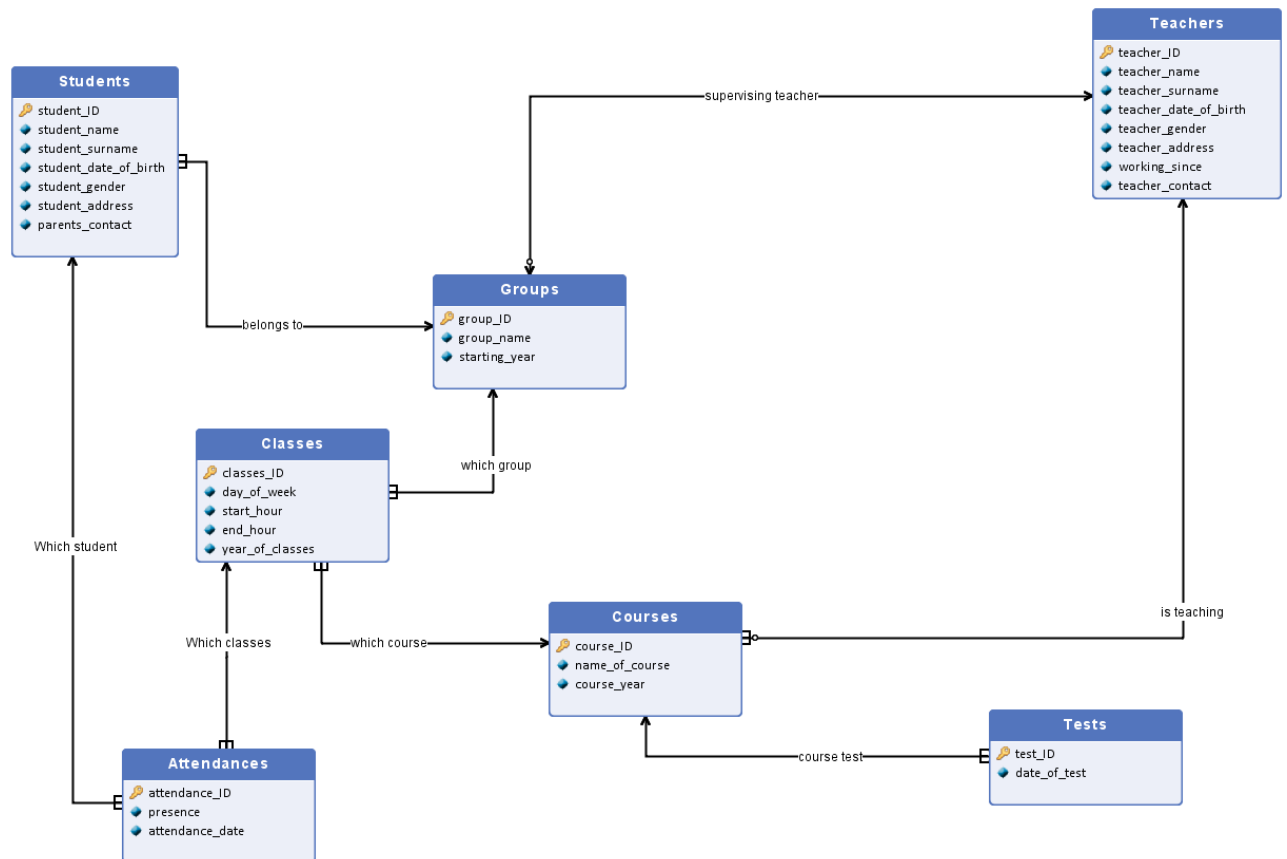 Teachers
teacher_ID
teacher_name
teacher_surname
teacher_date_of_birth
teacher_gender
teacher_address
working_since
teacher_contact
Students
student_ID
student_name
student_surname
student_date_of_birth
student_gender
student_address
parents_contact
supervising teacher
belongs to
Groups
group_ID
group_name
starting_year
Classes
classes_ID
day_of_week
start_hour
end_hour
year_of_classes
which group
Which student
Which classes
which course
Courses
course_ID
name_of_course
course_year
is teaching
Tests
test_ID
date_of_test
course test
Attendances
attendance_ID
presence
attendance_date